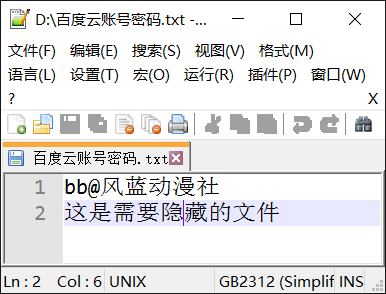 D:\百度云账号密码.txt -...
文件(F) 编辑(E) 搜索(S) 视图(V) 格式(M)
语言(L) 设置(T) 宏(O) 运行(R) 插件(P) 窗口(W)
? X
百度云账号密码.txt
1 bb@风蓝动漫社
2 这是需要隐藏的文件
Ln : 2 Col : 6 UNIX GB2312 (Simplif INS